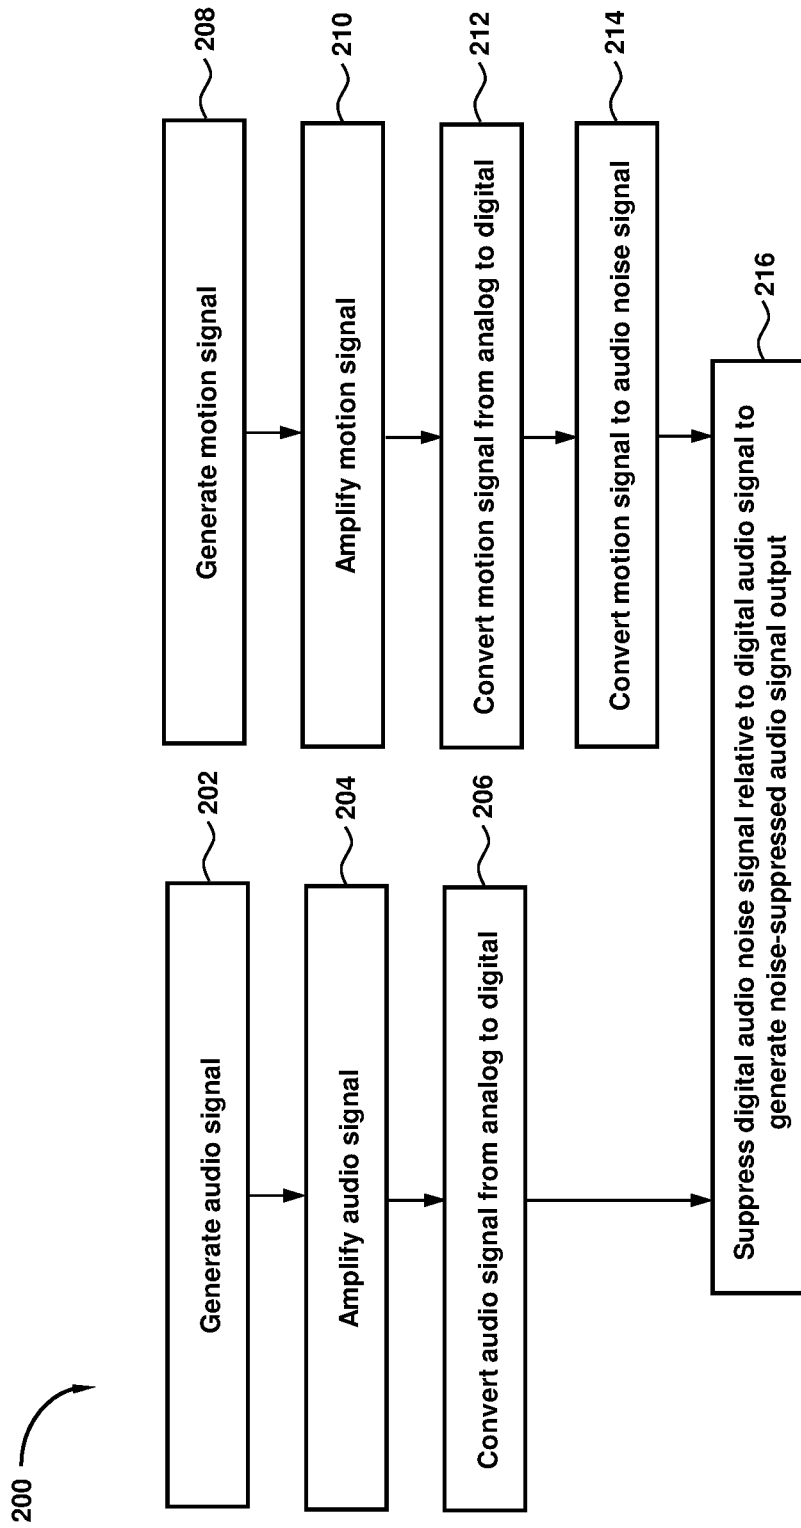 200
Generate audio signal
202
Amplify audio signal
204
Convert audio signal from analog to digital
206
Generate motion signal
208
Amplify motion signal
210
Convert motion signal from analog to digital
212
Convert motion signal to audio noise signal
214
Suppress digital audio noise signal relative to digital audio signal to
generate noise-suppressed audio signal output
216